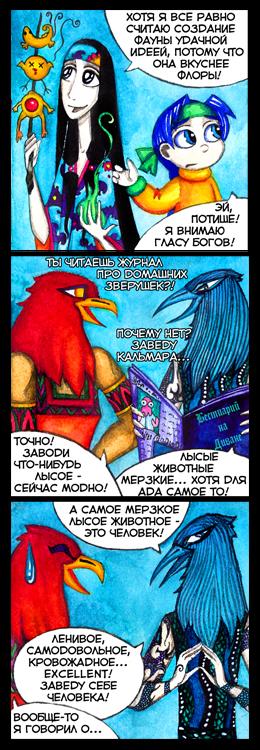 ХОТЯ Я ВСЕ РАВНО
СЧИТАЮ СОЗДАНИЕ
ФАУНЫ УДАЧНОЙ
ИДЕЕЙ, ПОТОМУ ЧТО
ОНА ВКУСНЕЕ
ФЛОРЫ!
ЭЙ,
ПОТИШЕ!
Я ВНИМАЮ
ГЛАСУ БОГОВ!
ТЫ ЧИТАЕШЬ ЖУРНАЛ
ПРО ДОМАШНИХ
ЗВЕРУШЕК?!
ПОЧЕМУ НЕТ?
ЗАВЕДУ
КАЛЬМАРА...
Бестиарий
на
Диване
ТОЧНО!
ЗАВОДИ
ЧТО-НИБУДЬ
ЛЫСОЕ -
СЕЙЧАС МОДНО!
ЛЫСЫЕ
ЖИВОТНЫЕ
МЕРЗКИЕ... ХОТЯ ДЛЯ
АДА САМОЕ ТО!
А САМОЕ МЕРЗКОЕ
ЛЫСОЕ ЖИВОТНОЕ -
ЭТО ЧЕЛОВЕК!
ЛЕНИВОЕ,
САМОДОВОЛЬНОЕ,
КРОВОЖАДНОЕ...
EXCELLENT!
ЗАВЕДУ СЕБЕ
ЧЕЛОВЕКА!
ВООБЩЕ-ТО
Я ГОВОРИЛ О...